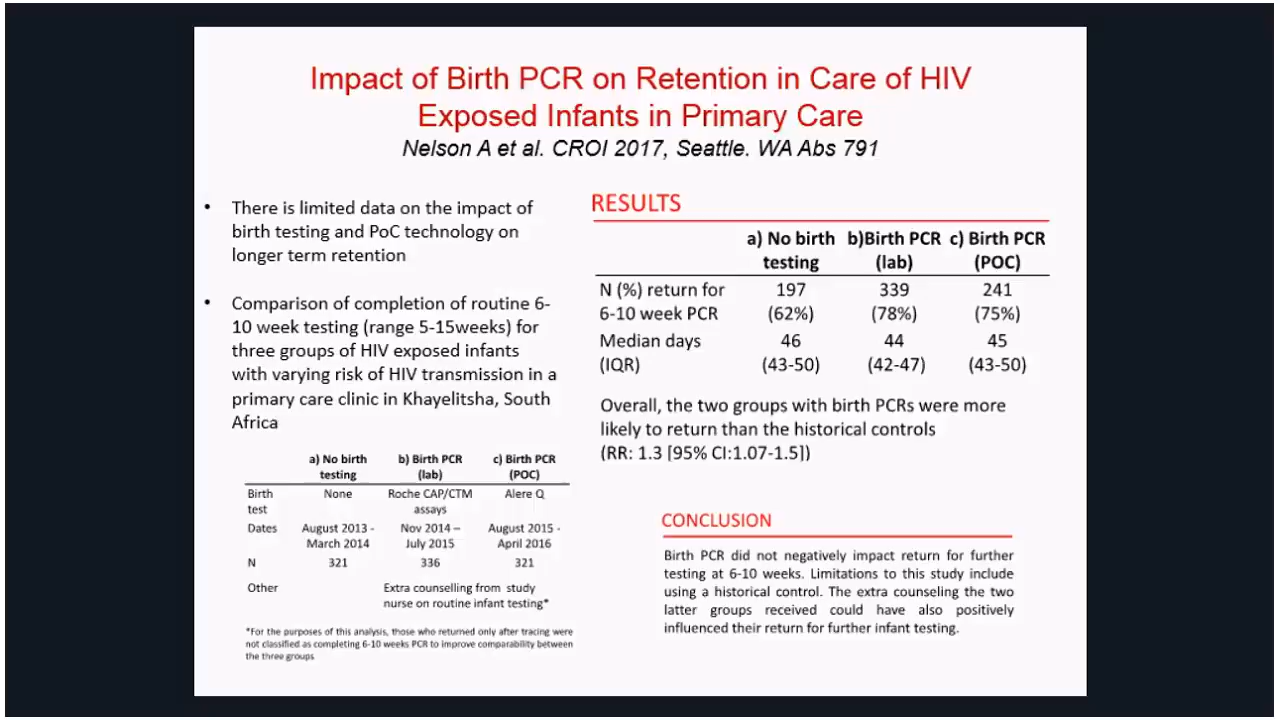 Impact of Birth PCR on Retention in Care of HIV
Exposed Infants in Primary Care
Nelson A et al. CROI 2017, Seattle. WA Abs 791
• There is limited data on the impact of
birth testing and PoC technology on
longer term retention
• Comparison of completion of routine 6-
10 week testing (range 5-15weeks) for
three groups of HIV exposed infants
with varying risk of HIV transmission in a
primary care clinic in Khayelitsha, South
Africa
a) No birth b) Birth PCR c) Birth PCR
testing (lab) (POC)
Birth None Roche CAP/CTM Alere Q
test assays
Dates August 2013 - Nov 2014 – August 2015 -
March 2014 July 2015 April 2016
N 321 336 321
Other Extra counselling from study
nurse on routine infant testing*
*For the purposes of this analysis, those who returned only after tracing were
not classified as completing 6-10 weeks PCR to improve comparability between
the three groups
RESULTS
a) No birth b)Birth PCR c) Birth PCR
testing (lab) (POC)
N (%) return for 197 339 241
6-10 week PCR (62%) (78%) (75%)
Median days 46 44 45
(IQR) (43-50) (42-47) (43-50)
Overall, the two groups with birth PCRs were more
likely to return than the historical controls
(RR: 1.3 [95% CI:1.07-1.5])
CONCLUSION
Birth PCR did not negatively impact return for further
testing at 6-10 weeks. Limitations to this study include
using a historical control. The extra counseling the two
latter groups received could have also positively
influenced their return for further infant testing.